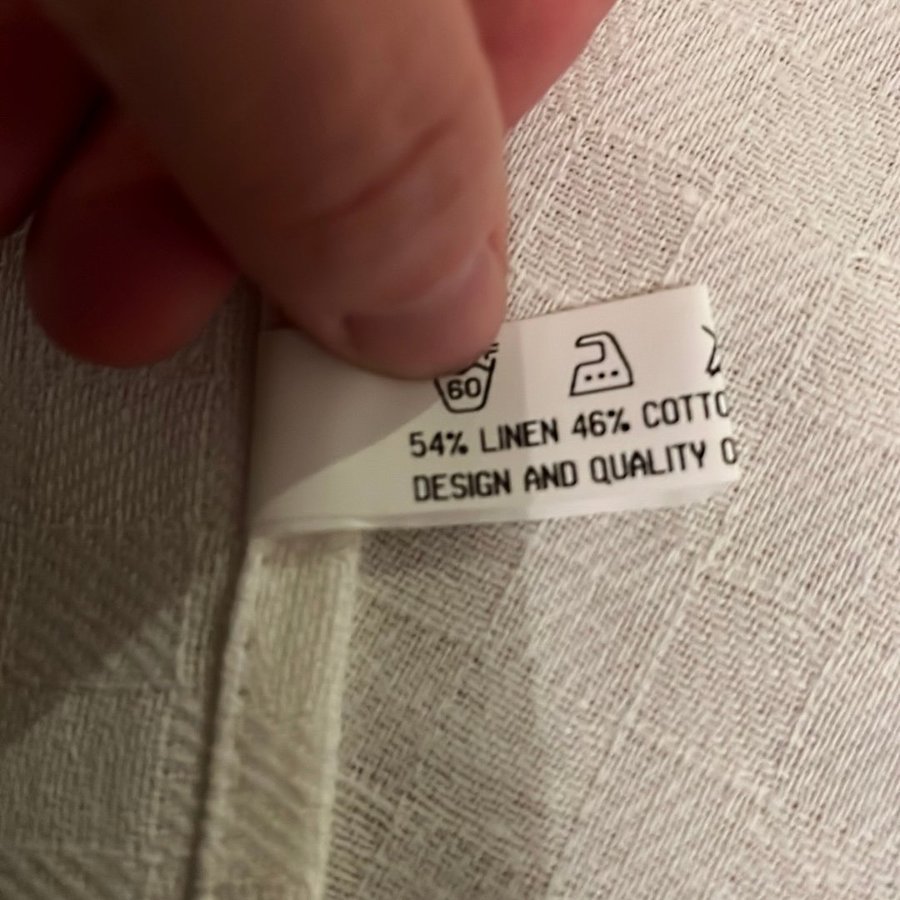 60
54% LINEN 46% COTTO
DESIGN AND QUALITY O